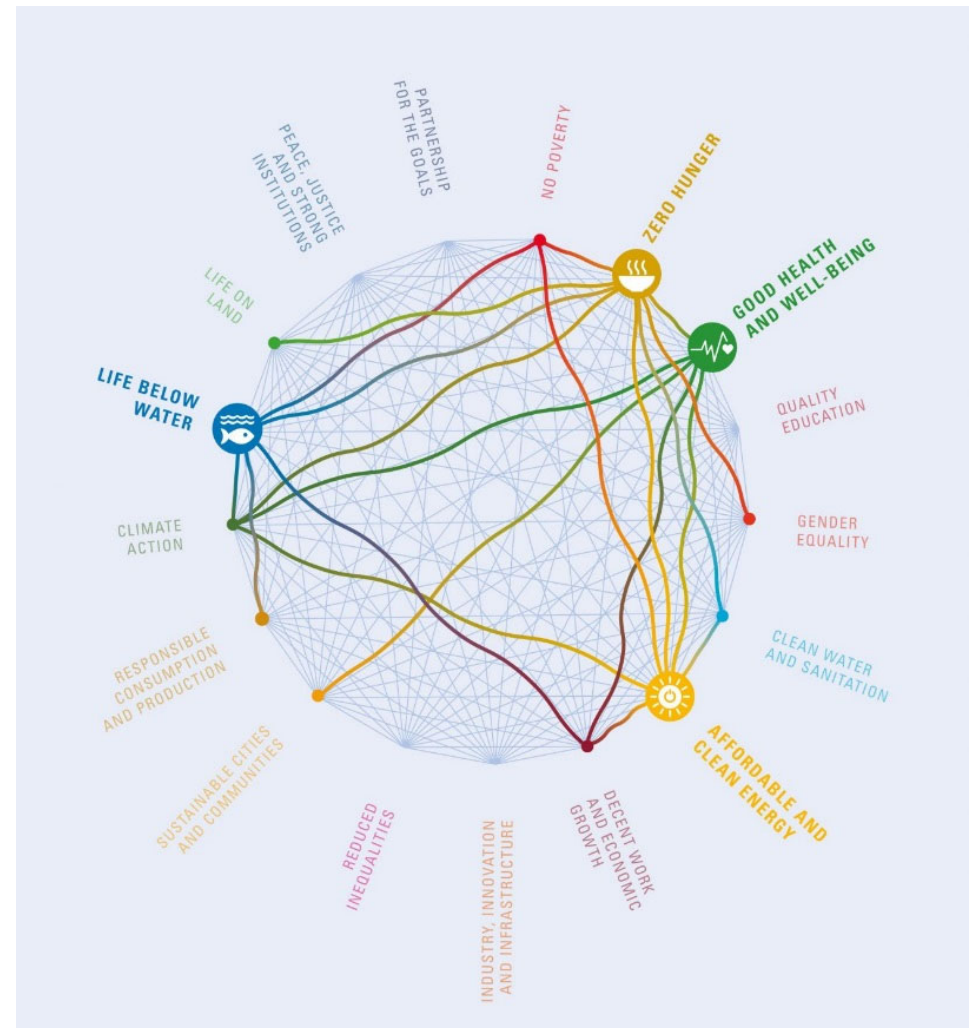 NO POVERTY
ZERO HUNGER
GOOD HEALTH
AND WELL-BEING
QUALITY
EDUCATION
GENDER
EQUALITY
CLEAN WATER
AND SANITATION
AFFORDABLE AND
CLEAN ENERGY
DECENT WORK
AND ECONOMIC
GROWTH
INDUSTRY, INNOVATION
AND INFRASTRUCTURE
REDUCED
INEQUALITIES
SUSTAINABLE CITIES
AND COMMUNITIES
RESPONSIBLE
CONSUMPTION
AND PRODUCTION
CLIMATE
ACTION
LIFE BELOW
WATER
LIFE ON
LAND
PEACE, JUSTICE
AND STRONG
INSTITUTIONS
PARTNERSHIP
FOR THE GOALS